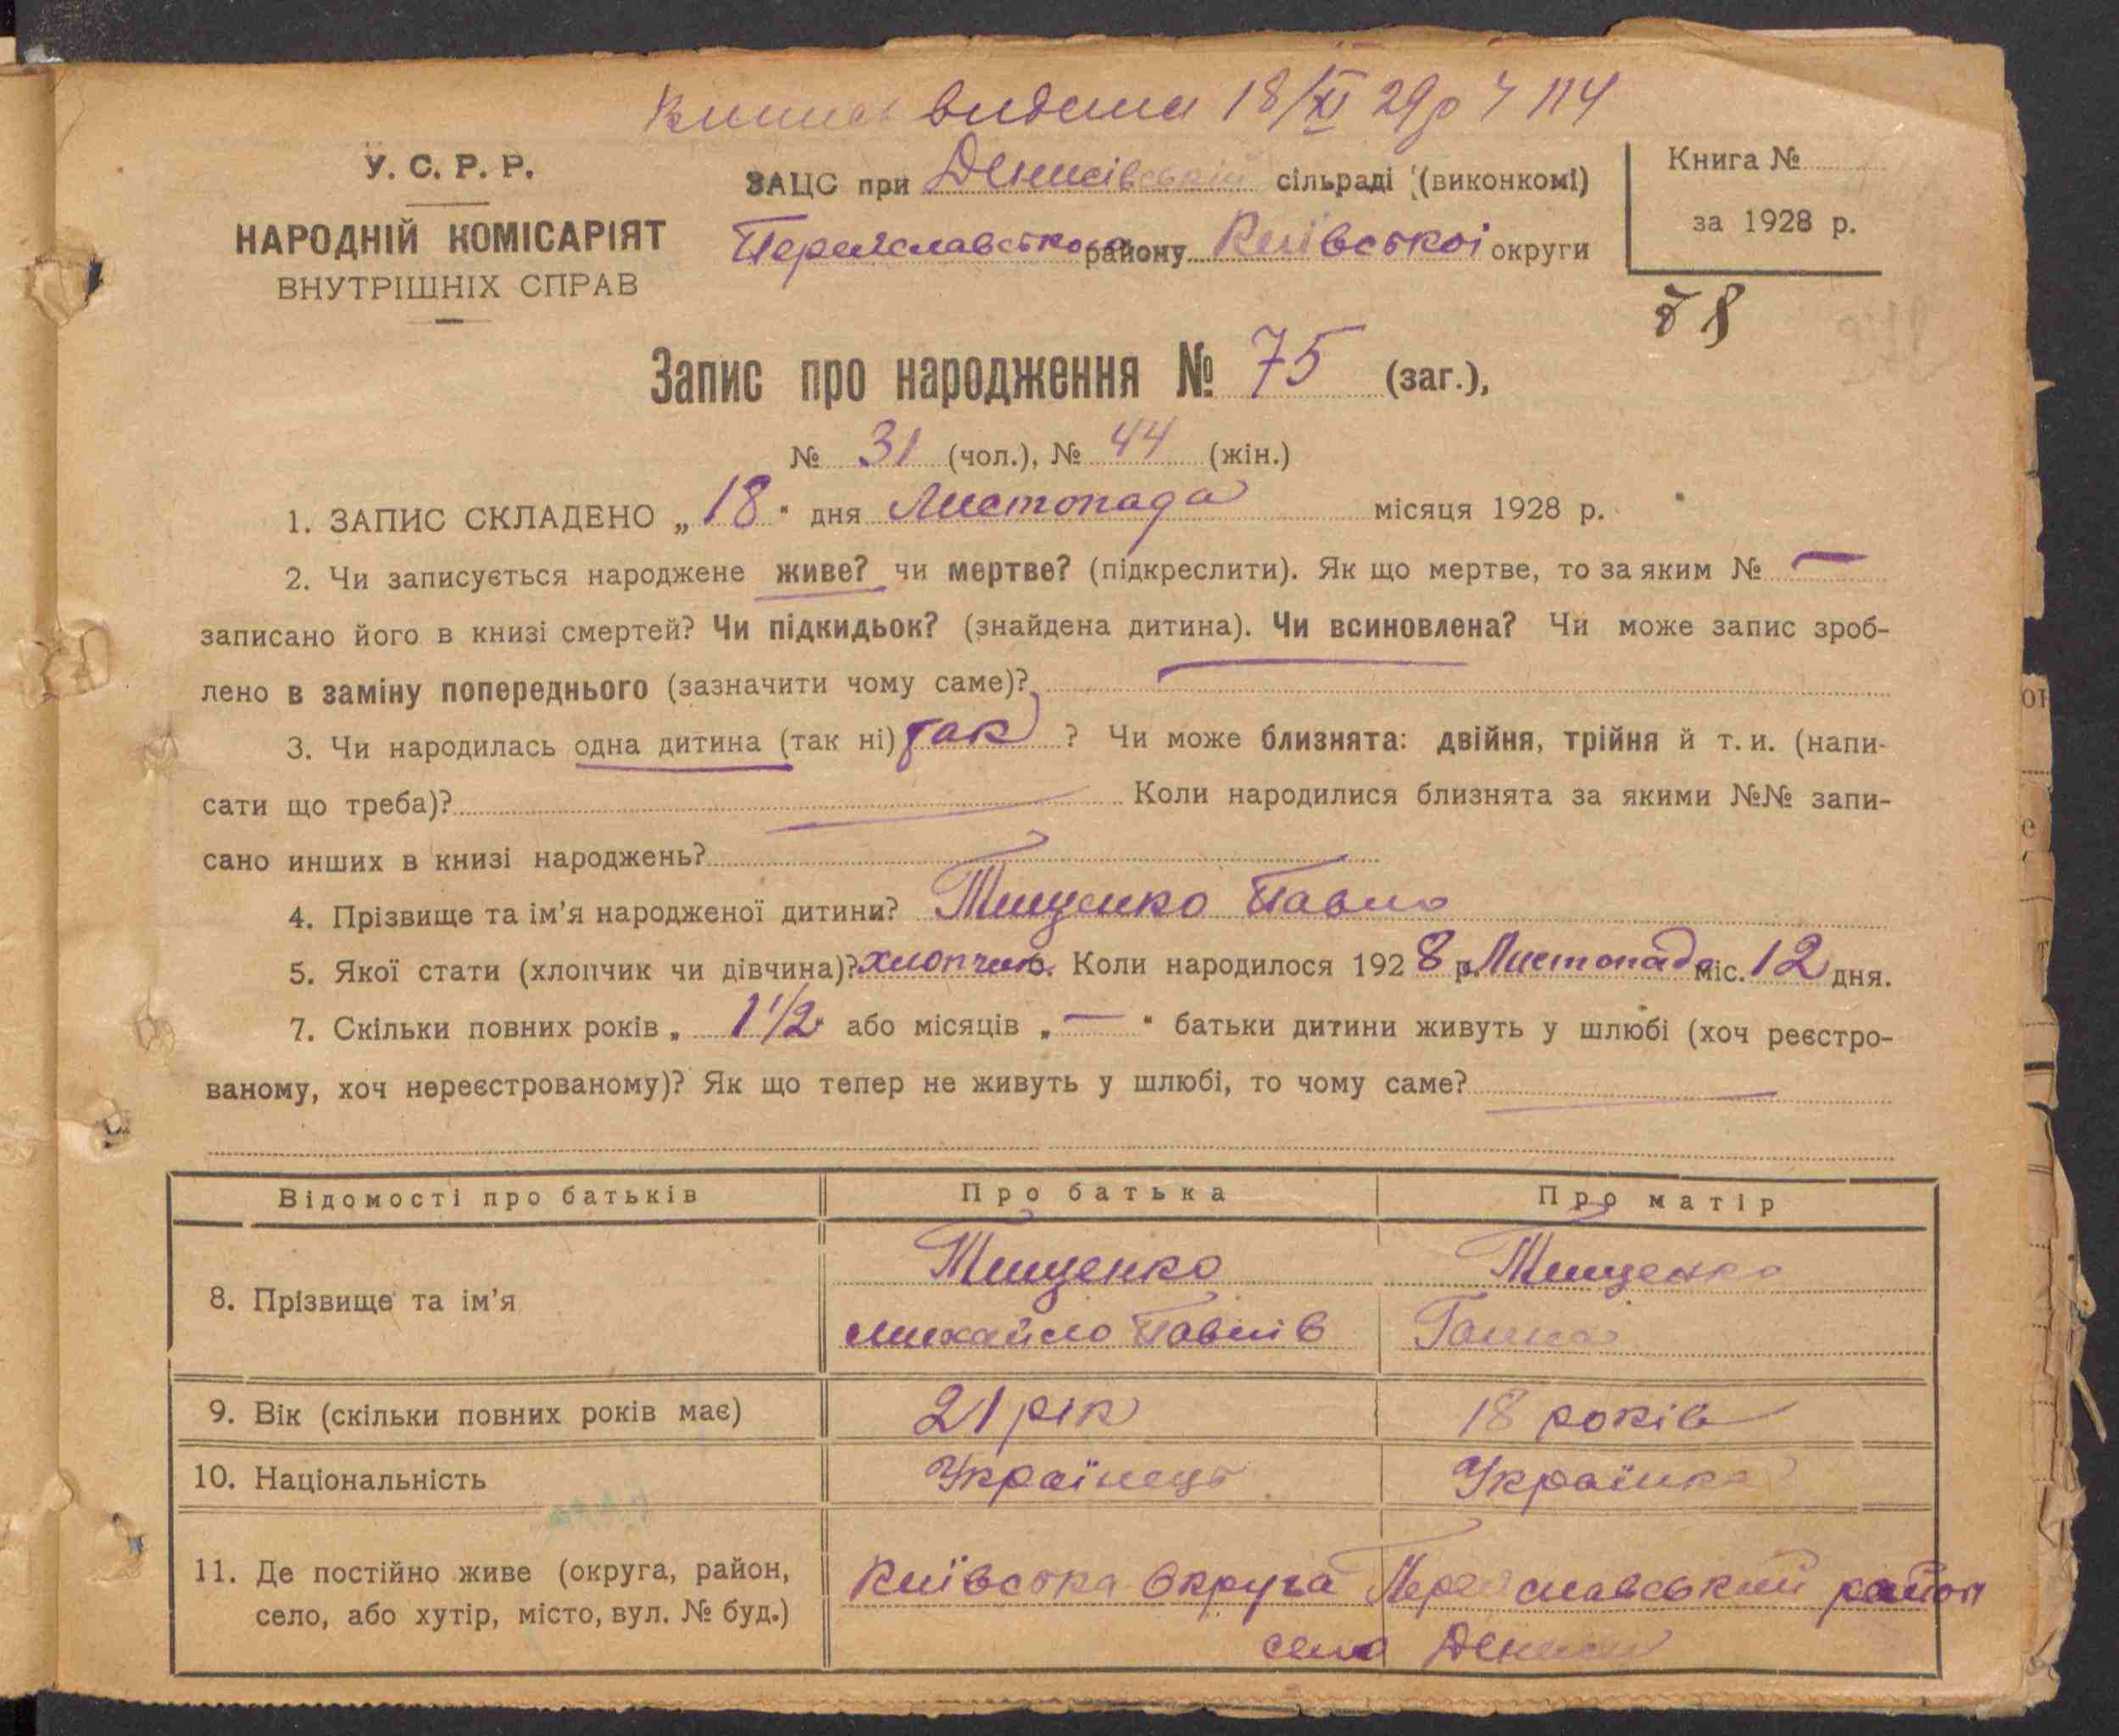 видана 18/XI 29р ч 114
У. С. Р. Р.
НАРОДНІЙ КОМІСАРІЯТ
ВНУТРІШНІХ СПРАВ
ЗАЦС при Денисівській сільраді (виконкомі)
Переяславського району Київської округи
Книга №
за 1928 р.
78
Запис про народження № 75 (заг.),
№ 31 (чол.), № 44 (жін.)
1. ЗАПИС СКЛАДЕНО „18" дня Листопада місяця 1928 р.
2. Чи записується народжене живе? чи мертве? (підкреслити). Як що мертве, то за яким № —
записано його в книзі смертей? Чи підкидьок? (знайдена дитина). Чи всиновлена? Чи може запис зроб-
лено в заміну попереднього (зазначити чому саме)?
3. Чи народилась одна дитина (так ні) так ? Чи може близнята: двійня, трійня й т. и. (напи-
сати що треба)? Коли народилися близнята за якими №№ запи-
сано инших в книзі народжень?
4. Прізвище та ім'я народженої дитини? Тищенко Павло
5. Якої стати (хлопчик чи дівчина)? хлопчик. Коли народилося 1928 р. Листопада міс. 12 дня.
7. Скільки повних років „ 1 1/2 " або місяців „ — " батьки дитини живуть у шлюбі (хоч реєстро-
ваному, хоч нереєстрованому)? Як що тепер не живуть у шлюбі, то чому саме?
Відомості про батьків Про батька Про матір
8. Прізвище та ім'я
Тищенко Тищенко
Михайло Павлів Ганна
9. Вік (скільки повних років має) 21 рік 18 років
10. Національність Українець Українка
11. Де постійно живе (округа, район,
село, або хутір, місто, вул. № буд.)
Київська округа Переяславський район
село Дениси